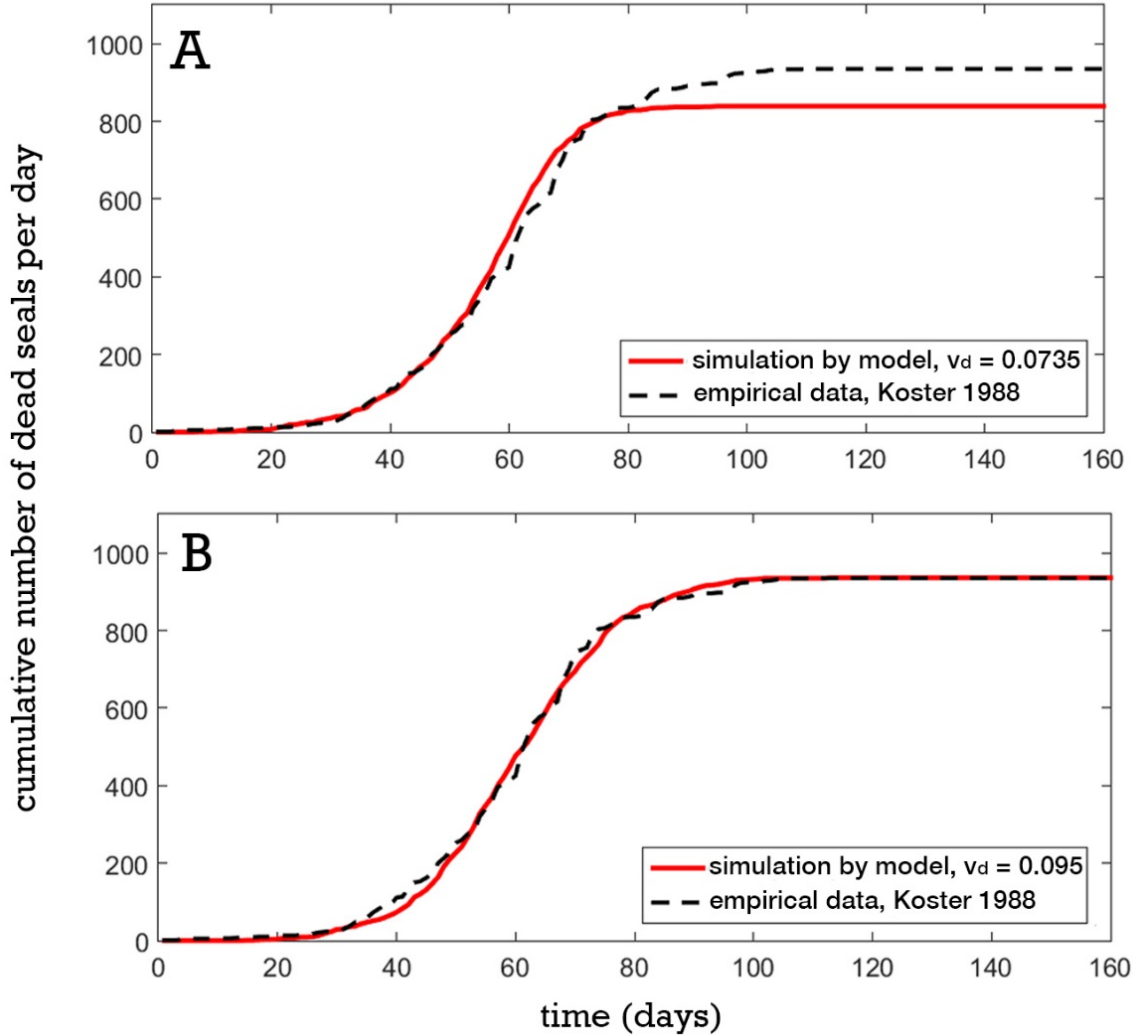 cumulative number of dead seals per day
A
1000
800
600
400
200
0
simulation by model, vd = 0.0735
empirical data, Koster 1988
0 20 40 60 80 100 120 140 160
B
1000
800
600
400
200
0
simulation by model, vd = 0.095
empirical data, Koster 1988
0 20 40 60 80 100 120 140 160
time (days)